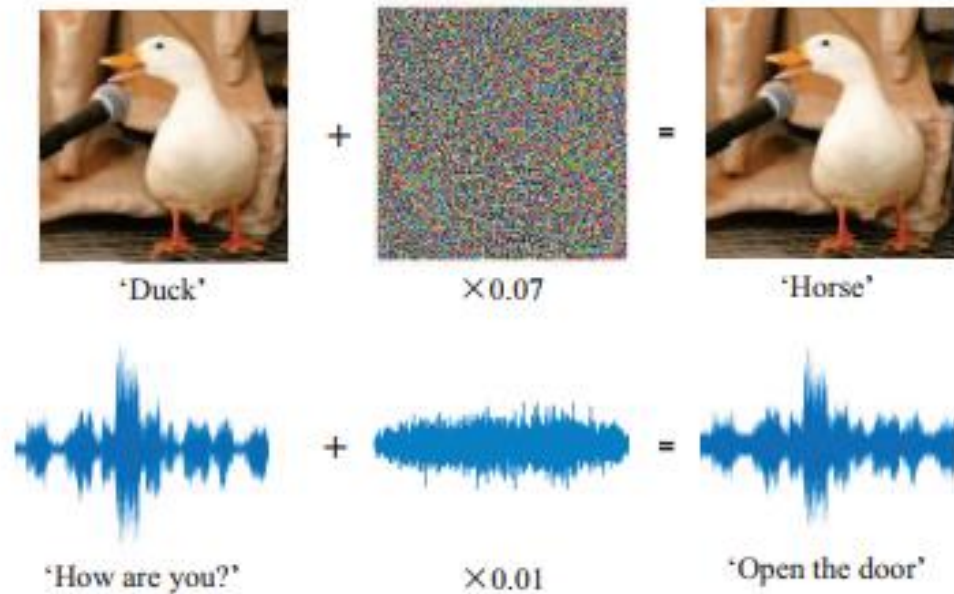 + =
‘Duck’ ×0.07 ‘Horse’
+ =
‘How are you?’ ×0.01 ‘Open the door’